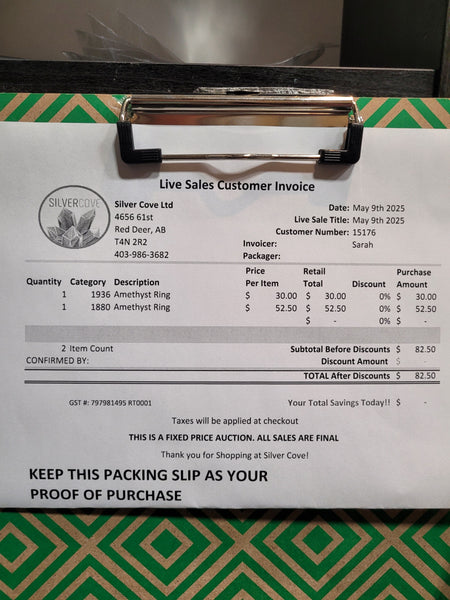 Live Sales Customer Invoice
SILVERCOVE
Silver Cove Ltd
4656 61st
Red Deer, AB
T4N 2R2
403-986-3682
Date: May 9th 2025
Live Sale Title: May 9th 2025
Customer Number: 15176
Invoicer: Sarah
Packager:
Quantity Category Description Price Per Item Retail Total Discount Purchase Amount
1 1936 Amethyst Ring $ 30.00 $ 30.00 0% $ 30.00
1 1880 Amethyst Ring $ 52.50 $ 52.50 0% $ 52.50
$ - 0% $ -
2 Item Count Subtotal Before Discounts $ 82.50
Discount Amount $ -
CONFIRMED BY:
TOTAL After Discounts $ 82.50
GST #: 797981495 RT0001 Your Total Savings Today!! $ -
Taxes will be applied at checkout
THIS IS A FIXED PRICE AUCTION. ALL SALES ARE FINAL
Thank you for Shopping at Silver Cove!
KEEP THIS PACKING SLIP AS YOUR
PROOF OF PURCHASE